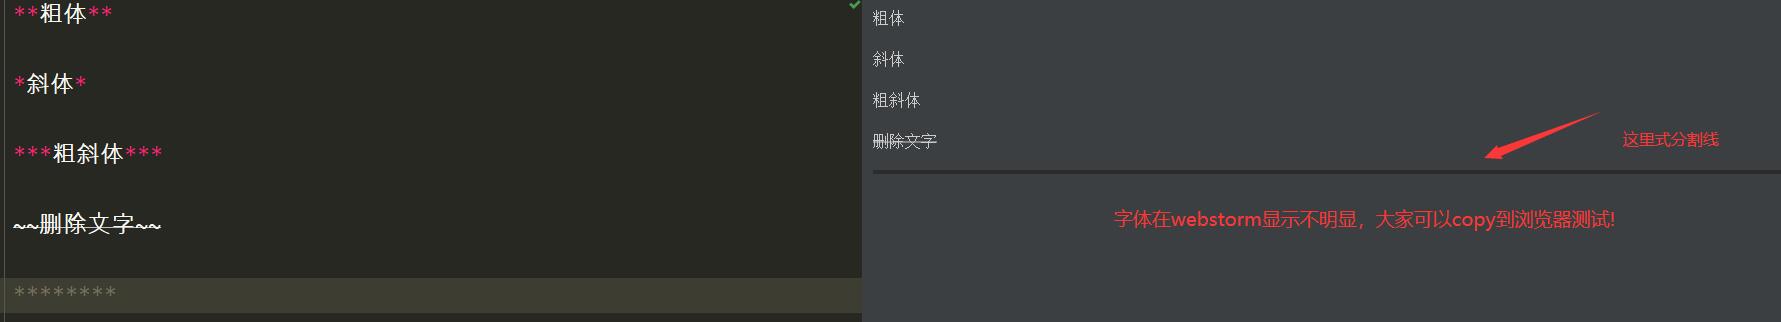 **粗体**
*斜体*
***粗斜体***
~~删除文字~~
********
粗体
斜体
粗斜体
删除文字
这里式分割线
字体在webstorm显示不明显，大家可以copy到浏览器测试!